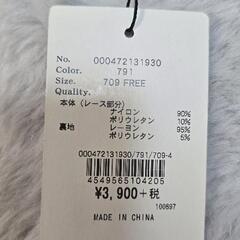 No. 000472131930
Color. 791
Size. 709 FREE
Quality.
本体 (レース部分)
ナイロン 90%
ポリウレタン 10%
裏地 レーヨン 95%
ポリウレタン 5%
000472131930/791/709-4
4549565104205
¥3,900+税
100697
MADE IN CHINA